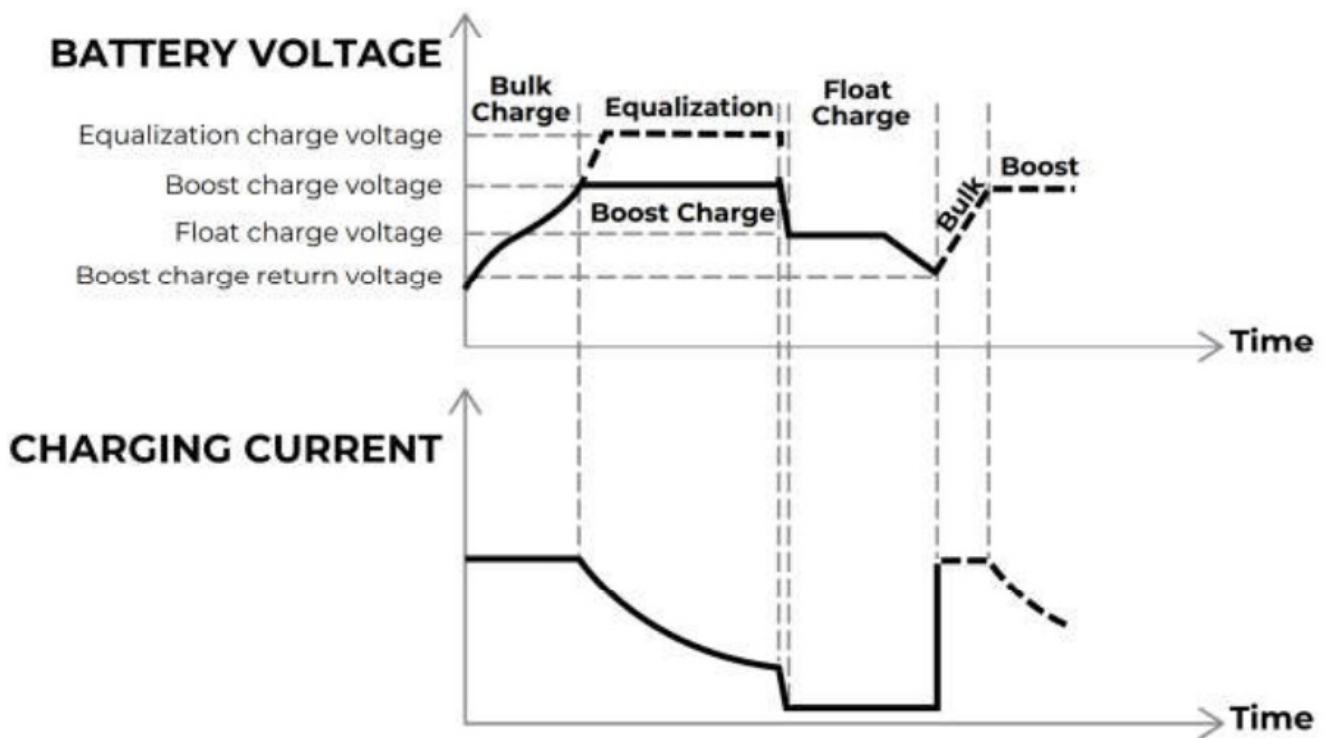 BATTERY VOLTAGE
Bulk
Charge
Equalization
Float
Charge
Equalization charge voltage
Boost charge voltage
Boost Charge
Bulk
Boost
Float charge voltage
Boost charge return voltage
Time
CHARGING CURRENT
Time